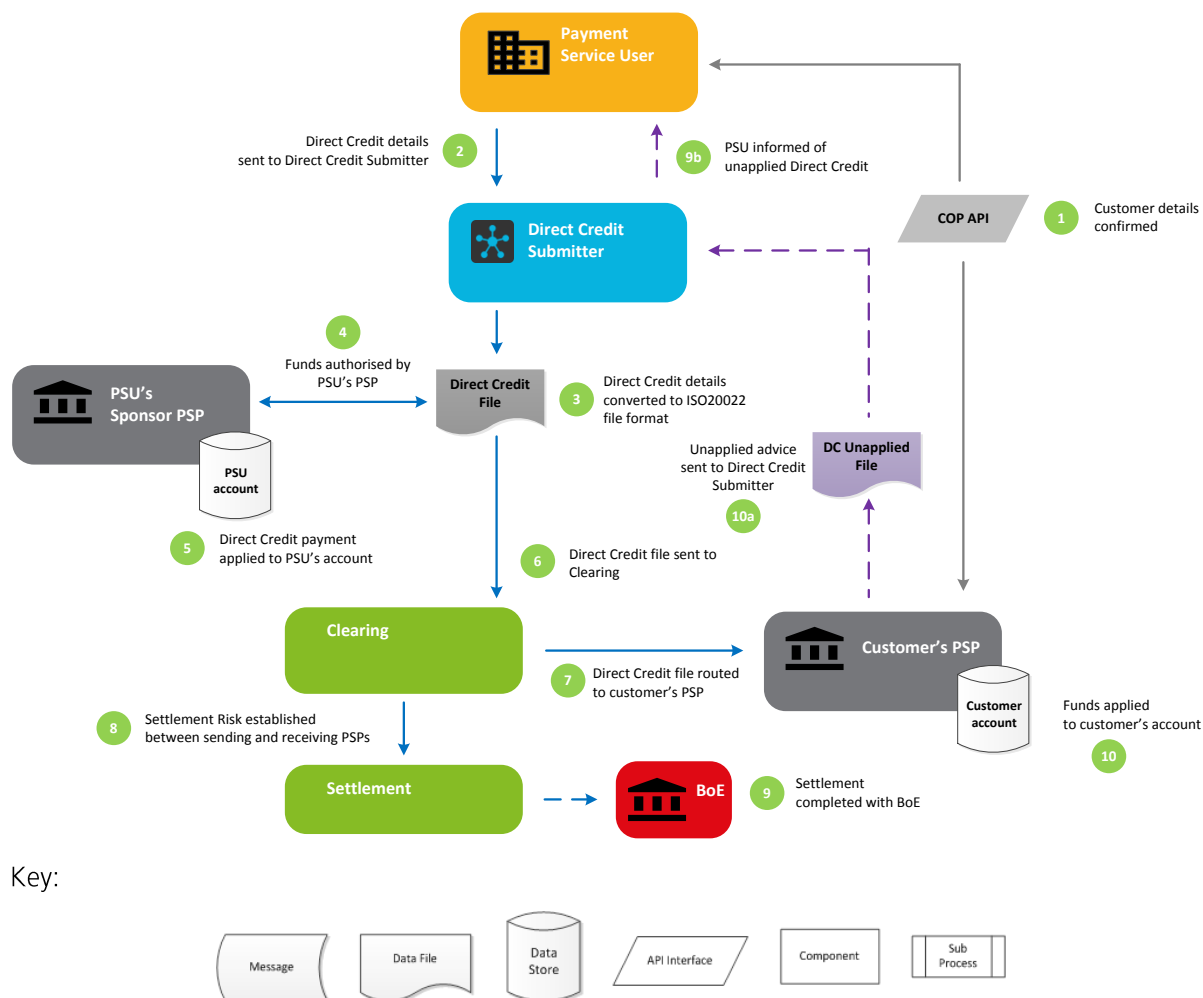 Payment
Service User
Direct Credit details
sent to Direct Credit Submitter
2
9b
PSU informed of
unapplied Direct Credit
COP API
1
Customer details
confirmed
Direct Credit
Submitter
4
Funds authorised by
PSU's PSP
PSU's
Sponsor PSP
PSU
account
Direct Credit
File
3
Direct Credit details
converted to ISO20022
file format
Unapplied advice
sent to Direct Credit
Submitter
10a
DC Unapplied
File
5
Direct Credit payment
applied to PSU's account
6
Direct Credit file sent to
Clearing
Clearing
7
Direct Credit file routed
to customer's PSP
Customer's PSP
Customer
account
Funds applied
to customer's account
10
8
Settlement Risk established
between sending and receiving PSPs
Settlement
BoE
9
Settlement
completed with BoE
Key:
Message
Data File
Data
Store
API Interface
Component
Sub
Process